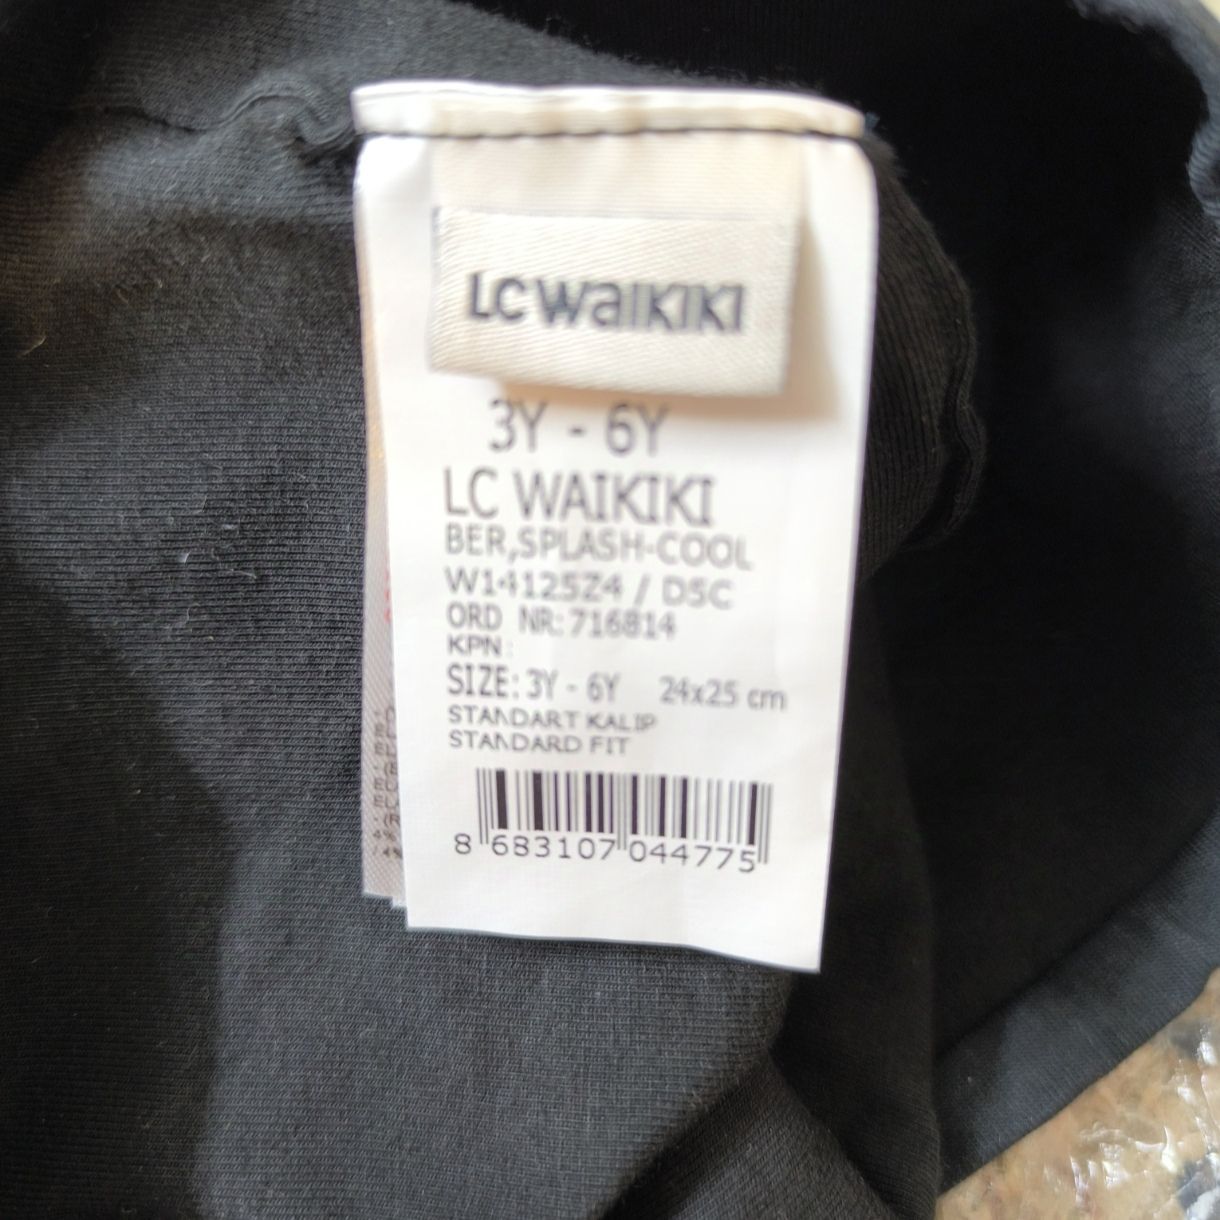 LC Waikiki
3Y - 6Y
LC WAIKIKI
BER,SPLASH-COOL
W14125Z4 / D5C
ORD NR: 716814
KPN:
SIZE: 3Y - 6Y 24x25 cm
STANDART KALIP
STANDARD FIT
8 683107 044775